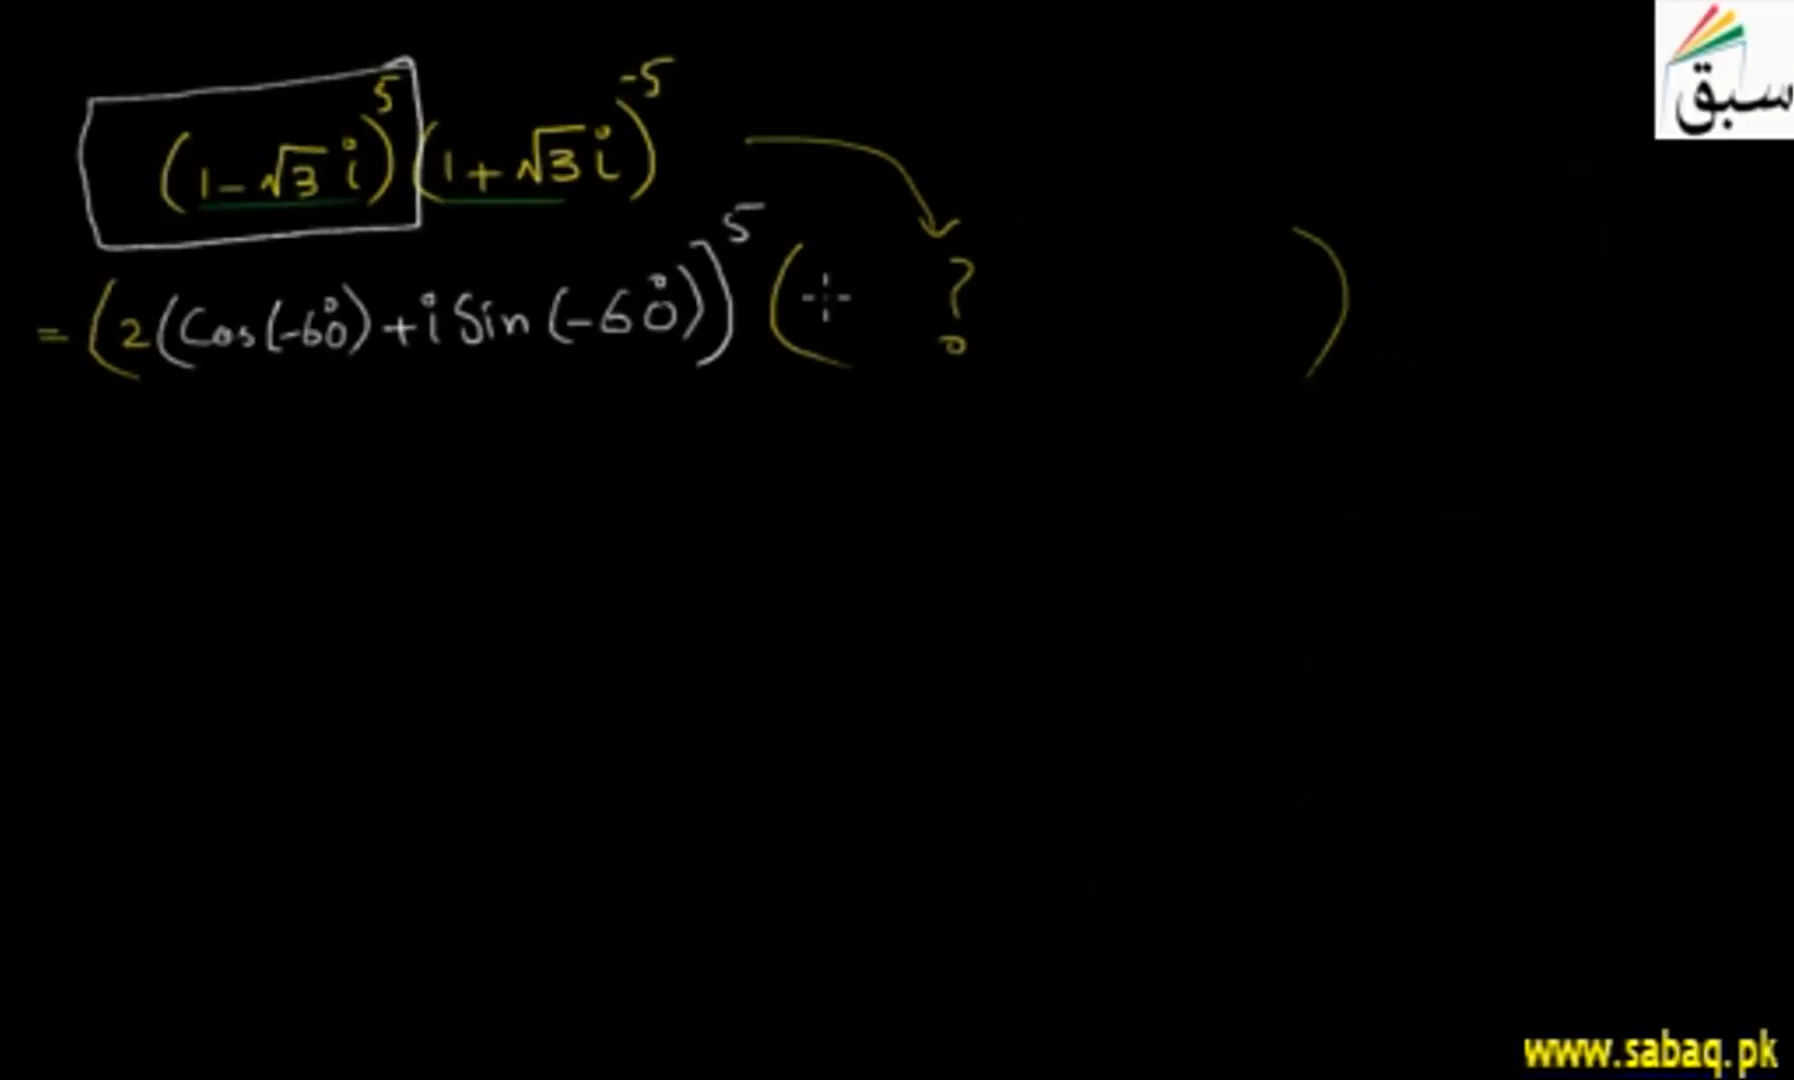 (1-√3 i)⁵ (1+√3 i)⁻⁵
= (2(Cos(-60°)+i Sin(-60°))⁵ ( ? )
سبق
www.sabaq.pk